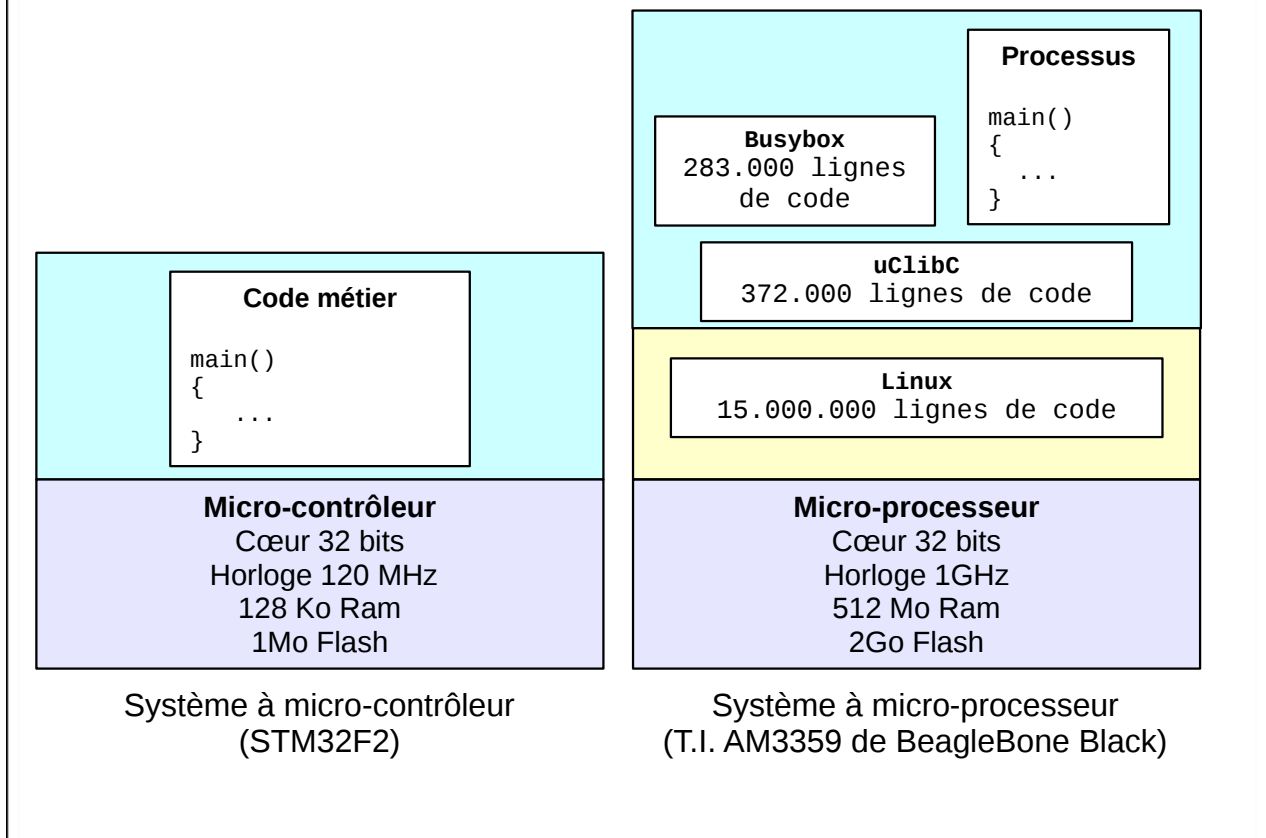 Code métier
main()
{
...
}
Micro-contrôleur
Cœur 32 bits
Horloge 120 MHz
128 Ko Ram
1Mo Flash
Système à micro-contrôleur
(STM32F2)
Processus
main()
{
...
}
Busybox
283.000 lignes
de code
uClibC
372.000 lignes de code
Linux
15.000.000 lignes de code
Micro-processeur
Cœur 32 bits
Horloge 1GHz
512 Mo Ram
2Go Flash
Système à micro-processeur
(T.I. AM3359 de BeagleBone Black)